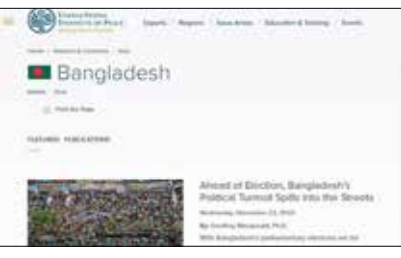 United States
Institute of Peace
Experts Regions Issue Areas Education & Training Events
Bangladesh
Print this Page
FEATURED PUBLICATIONS
Ahead of Election, Bangladesh's
Political Turmoil Spills into the Streets
Wednesday, November 22,
By: Geoffrey Macdonald, Ph.D.
With Bangladesh's parliamentary elections set for